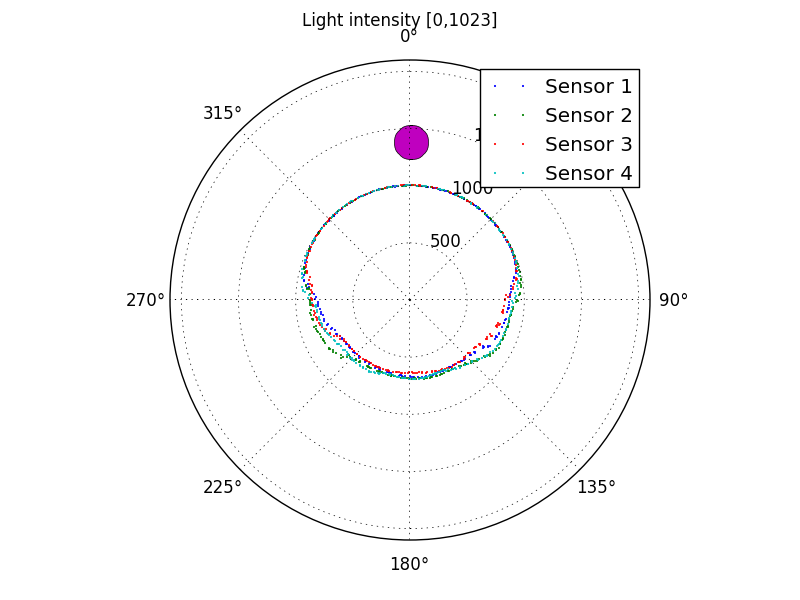 Light intensity [0,1023]
0°
315°
Sensor 1
Sensor 2
Sensor 3
Sensor 4
1000
500
270°
90°
225°
135°
180°